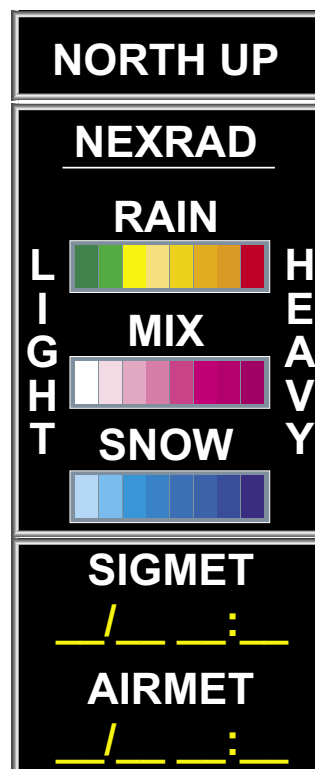 NORTH UP
NEXRAD
RAIN
LIGHT
HEAVY
MIX
SNOW
SIGMET
__/__ __:__
AIRMET
__/__ __:__